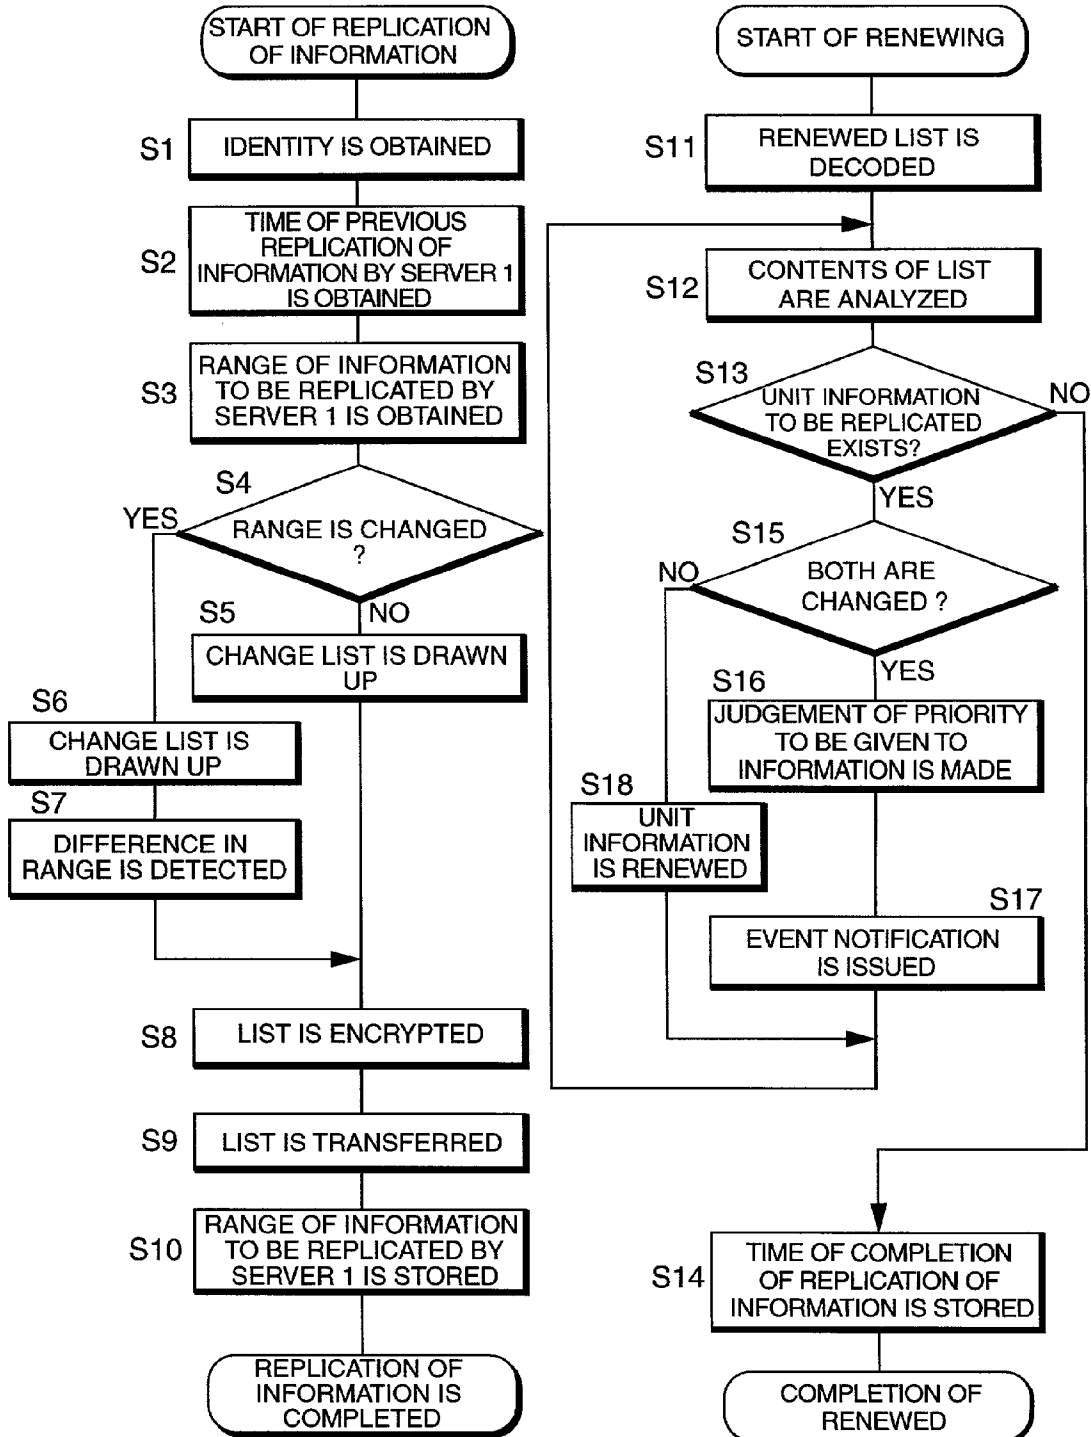 START OF REPLICATION
OF INFORMATION
S1
IDENTITY IS OBTAINED
S2
TIME OF PREVIOUS
REPLICATION OF
INFORMATION BY SERVER 1
IS OBTAINED
S3
RANGE OF INFORMATION
TO BE REPLICATED BY
SERVER 1 IS OBTAINED
S4
YES
RANGE IS CHANGED
?
NO
S5
CHANGE LIST IS DRAWN
UP
S6
CHANGE LIST IS
DRAWN UP
S7
DIFFERENCE IN
RANGE IS DETECTED
S8
LIST IS ENCRYPTED
S9
LIST IS TRANSFERRED
S10
RANGE OF INFORMATION
TO BE REPLICATED BY
SERVER 1 IS STORED
REPLICATION OF
INFORMATION IS
COMPLETED
START OF RENEWING
S11
RENEWED LIST IS
DECODED
S12
CONTENTS OF LIST
ARE ANALYZED
S13
NO
UNIT INFORMATION
TO BE REPLICATED
EXISTS?
YES
S15
NO
BOTH ARE
CHANGED ?
YES
S16
JUDGEMENT OF PRIORITY
TO BE GIVEN TO
INFORMATION IS MADE
S18
UNIT
INFORMATION
IS RENEWED
S17
EVENT NOTIFICATION
IS ISSUED
S14
TIME OF COMPLETION
OF REPLICATION OF
INFORMATION IS STORED
COMPLETION OF
RENEWED